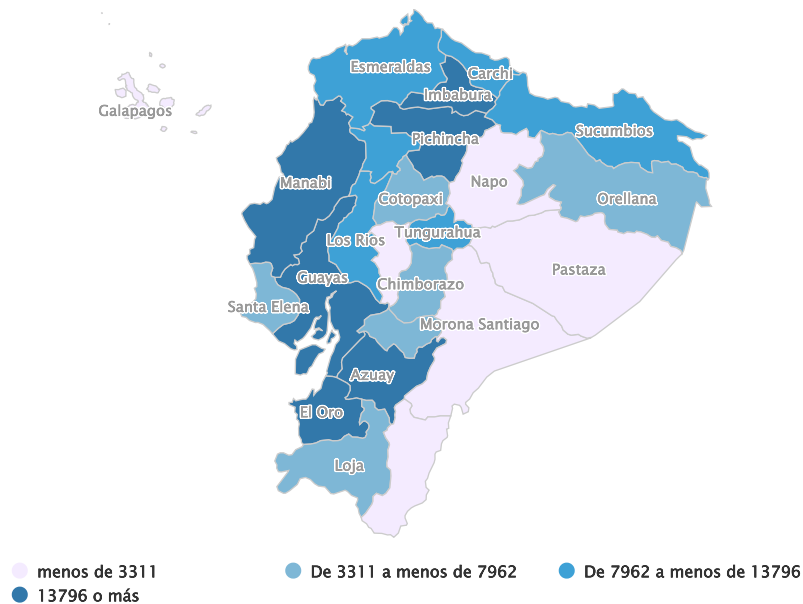 Esmeraldas
Carchi
Imbabura
Galapagos
Sucumbios
Pichincha
Manabi
Napo
Cotopaxi
Orellana
Tungurahua
Los Rios
Pastaza
Guayas
Chimborazo
Santa Elena
Morona Santiago
Azuay
El Oro
Loja
menos de 3311
De 3311 a menos de 7962
De 7962 a menos de 13796
13796 o más